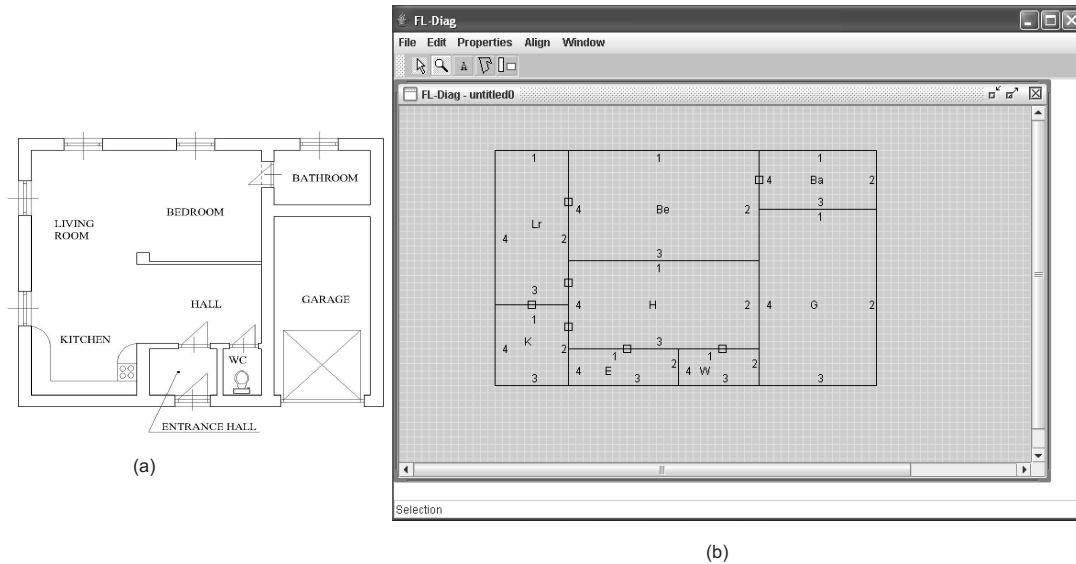 (a)
BATHROOM
BEDROOM
LIVING
ROOM
HALL
GARAGE
KITCHEN
WC
ENTRANCE HALL
(a)
FL-Diag
File Edit Properties Align Window
A
FL-Diag - untitled0
1 1 1
4 Be 2 4 Ba 2
Lr
4 2
3
1
3
1
3
1
4 H 2 4 G 2
K
4 2
3
1 1
4 E 2 4 W 2
3 3 3 3
Selection
(b)